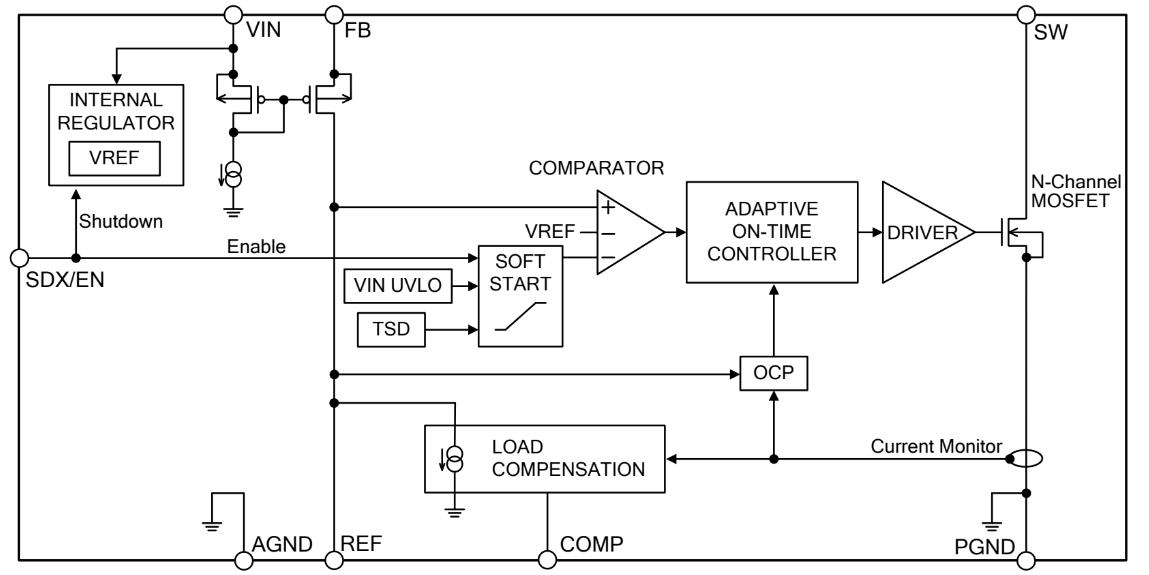 VIN
FB
SW
INTERNAL
REGULATOR
VREF
Shutdown
SDX/EN
Enable
COMPARATOR
+
VREF
−
−
VIN UVLO
TSD
SOFT
START
ADAPTIVE
ON-TIME
CONTROLLER
DRIVER
N-Channel
MOSFET
OCP
LOAD
COMPENSATION
Current Monitor
AGND
REF
COMP
PGND